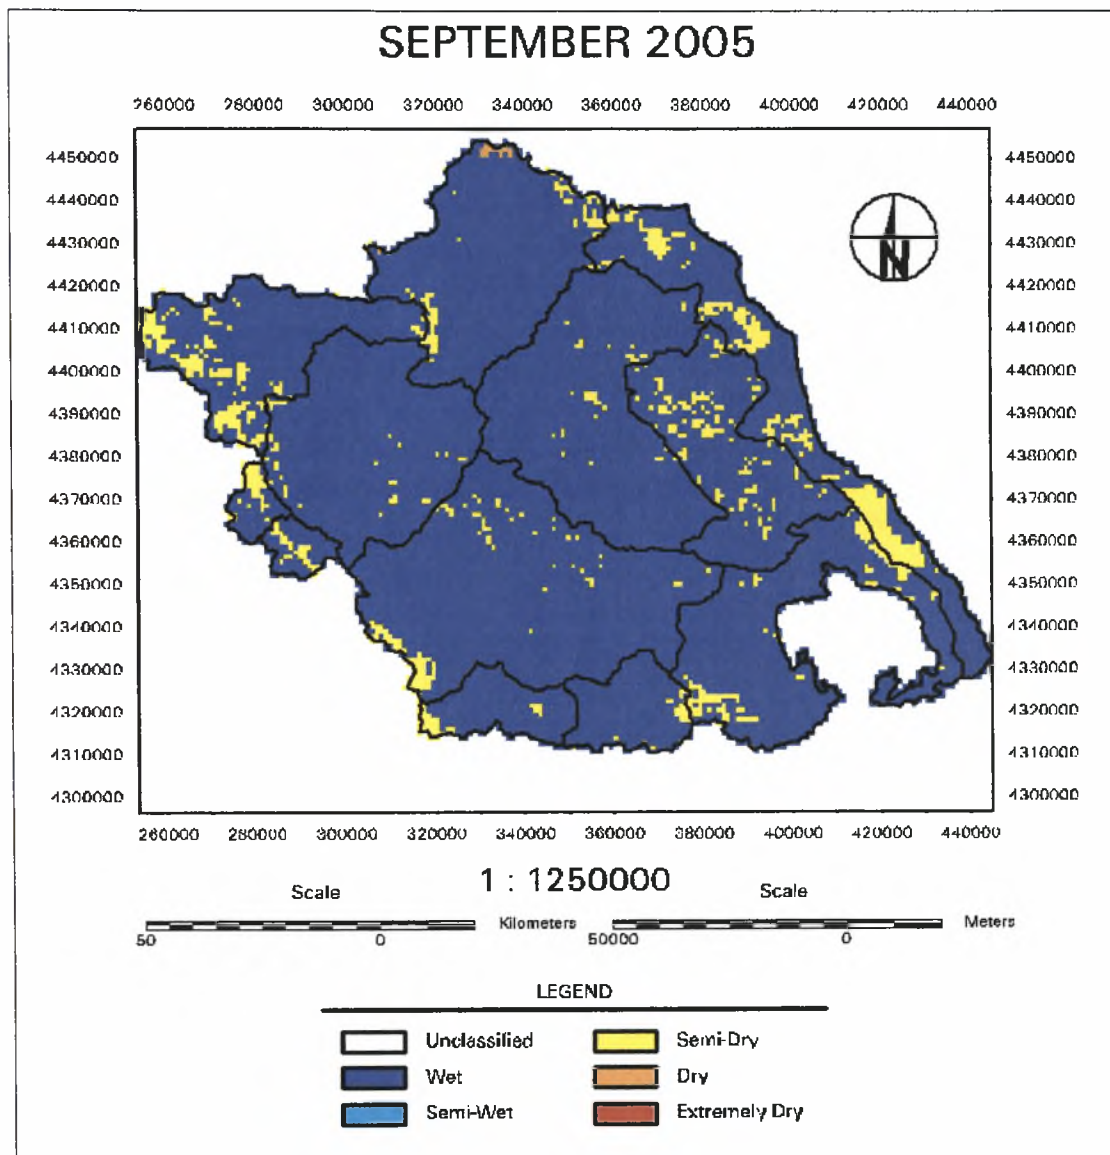 SEPTEMBER 2005
260000 280000 300000 320000 340000 360000 380000 400000 420000 440000
4450000 4450000
4440000 4440000
4430000 4430000
N
4420000 4420000
4410000 4410000
4400000 4400000
4390000 4390000
4380000 4380000
4370000 4370000
4360000 4360000
4350000 4350000
4340000 4340000
4330000 4330000
4320000 4320000
4310000 4310000
4300000 4300000
260000 280000 300000 320000 340000 360000 380000 400000 420000 440000
Scale 1 : 1250000 Scale
Kilometers Meters
50 0 50000 0
LEGEND
Unclassified Semi-Dry
Wet Dry
Semi-Wet Extremely Dry